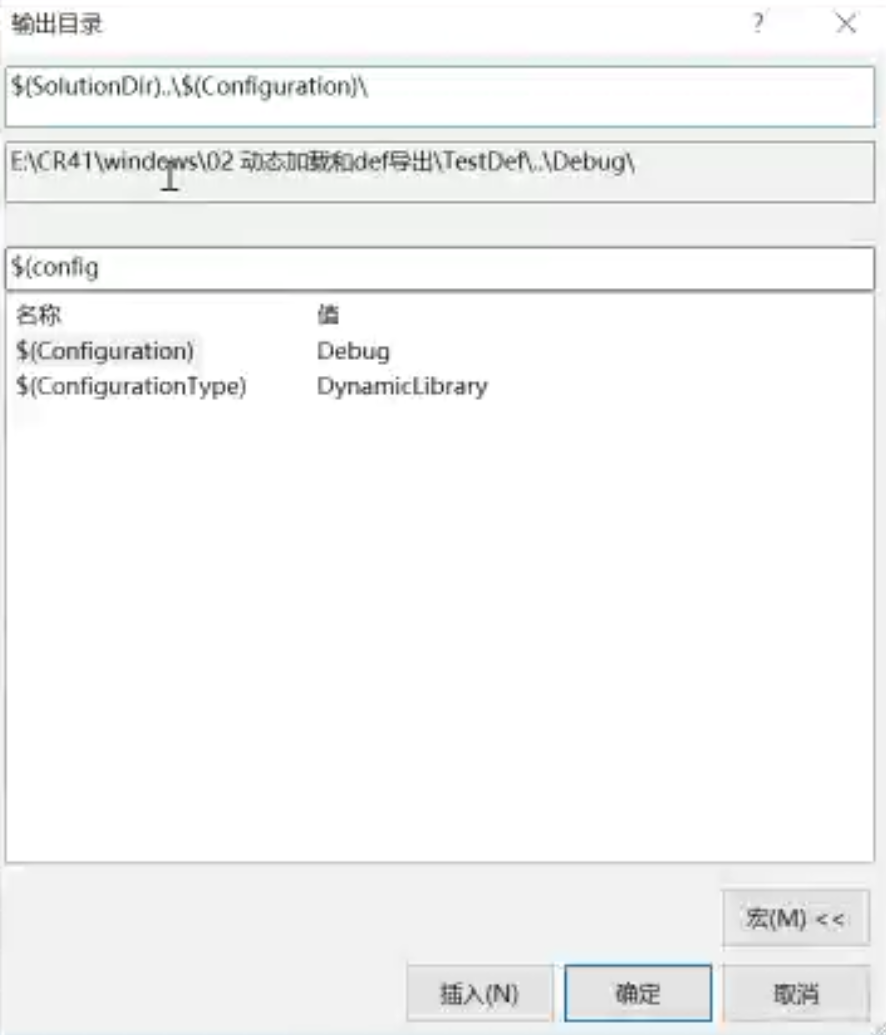 输出目录 ?
$(SolutionDir)..\$(Configuration)\
E:\CR41\windows\02 动态加载和def导出\TestDef\..\Debug\
$(config
名称 值
$(Configuration) Debug
$(ConfigurationType) DynamicLibrary
宏(M) <<
插入(N) 确定 取消